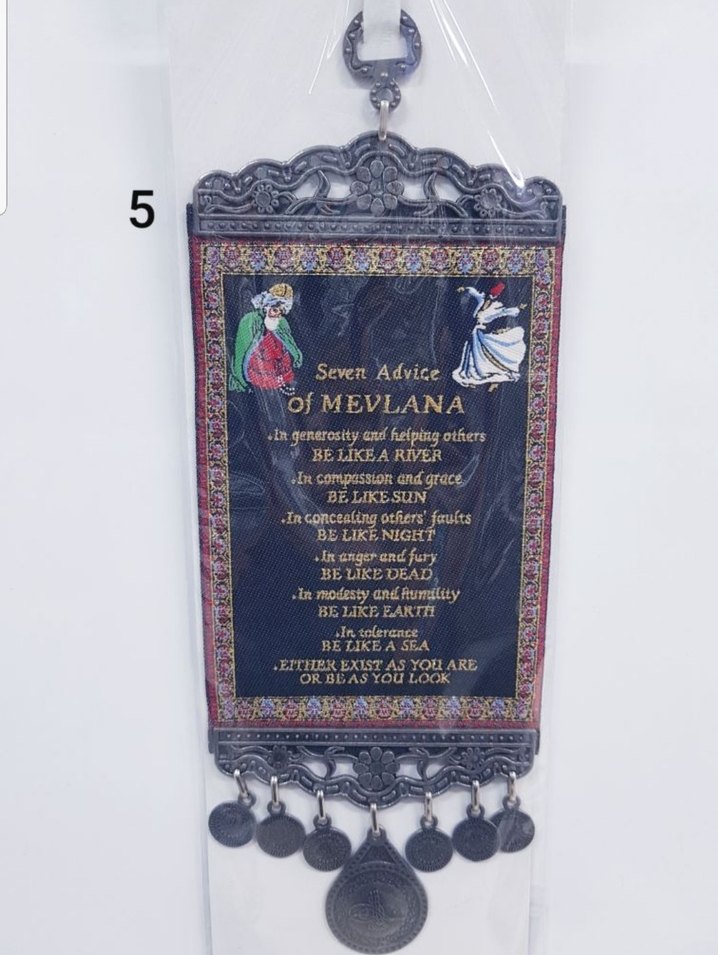 5
Seven Advice
of MEVLANA
.In generosity and helping others
BE LIKE A RIVER
.In compassion and grace
BE LIKE SUN
.In concealing others' faults
BE LIKE NIGHT
.In anger and fury
BE LIKE DEAD
.In modesty and humility
BE LIKE EARTH
.In tolerance
BE LIKE A SEA
.EITHER EXIST AS YOU ARE
OR BE AS YOU LOOK